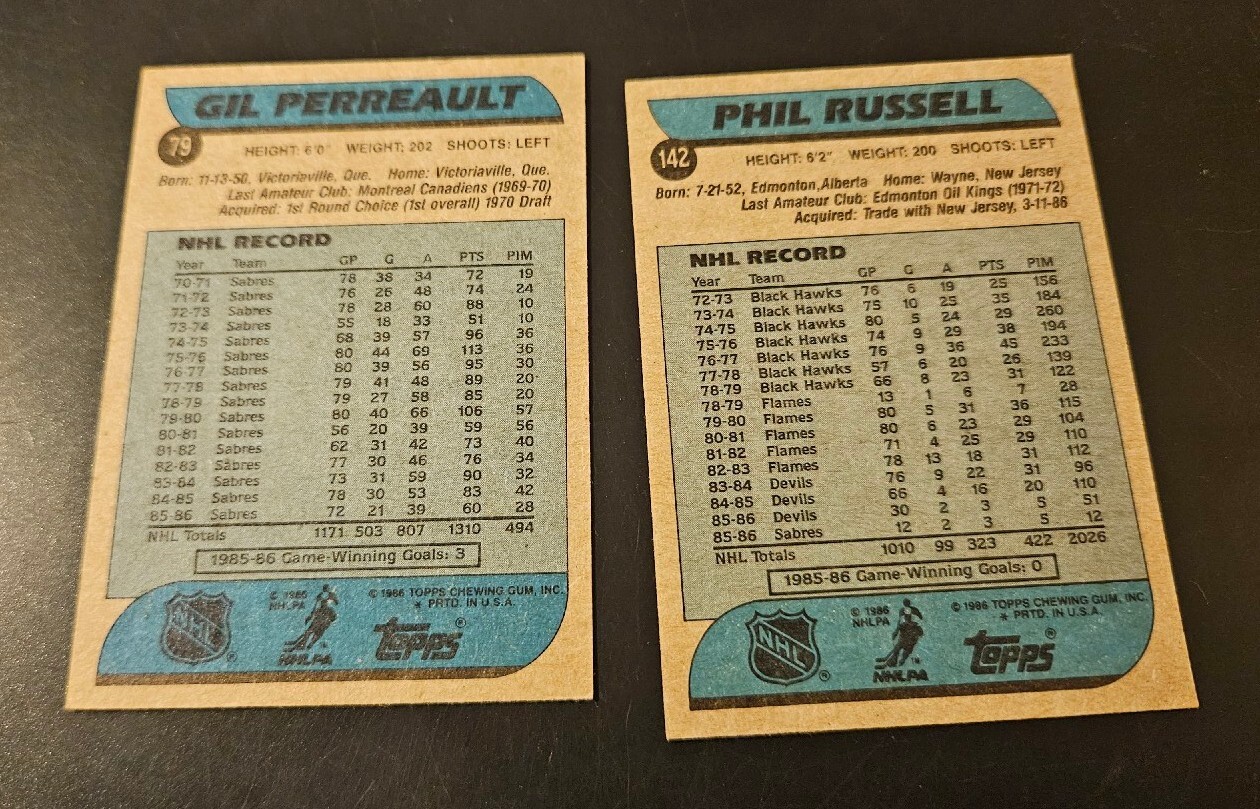 GIL PERREAULT
79
HEIGHT: 6'0" WEIGHT: 202 SHOOTS: LEFT
Born: 11-13-50, Victoriaville, Que. Home: Victoriaville, Que.
Last Amateur Club: Montreal Canadiens (1969-70)
Acquired: 1st Round Choice (1st overall) 1970 Draft
NHL RECORD
Year Team GP G A PTS PIM
70-71 Sabres 78 38 34 72 19
71-72 Sabres 76 26 48 74 24
72-73 Sabres 78 28 60 88 10
73-74 Sabres 55 18 33 51 10
74-75 Sabres 68 39 57 96 36
75-76 Sabres 80 44 69 113 36
76-77 Sabres 80 39 56 95 30
77-78 Sabres 79 41 48 89 20
78-79 Sabres 79 27 58 85 20
79-80 Sabres 80 40 66 106 57
80-81 Sabres 56 20 39 59 56
81-82 Sabres 62 31 42 73 40
82-83 Sabres 77 30 46 76 34
83-84 Sabres 73 31 59 90 32
84-85 Sabres 78 30 53 83 42
85-86 Sabres 72 21 39 60 28
NHL Totals 1171 503 807 1310 494
1985-86 Game-Winning Goals: 3
NHL ®
© 1986
NHLPA
NHLPA
© 1986 TOPPS CHEWING GUM, INC.
* PRTD. IN U.S.A.
topps ®
PHIL RUSSELL
142
HEIGHT: 6'2" WEIGHT: 200 SHOOTS: LEFT
Born: 7-21-52, Edmonton,Alberta Home: Wayne, New Jersey
Last Amateur Club: Edmonton Oil Kings (1971-72)
Acquired: Trade with New Jersey, 3-11-86
NHL RECORD
Year Team GP G A PTS PIM
72-73 Black Hawks 76 6 19 25 156
73-74 Black Hawks 75 10 25 35 184
74-75 Black Hawks 80 5 24 29 260
75-76 Black Hawks 74 9 29 38 194
76-77 Black Hawks 76 9 36 45 233
77-78 Black Hawks 57 6 20 26 139
78-79 Black Hawks 66 8 23 31 122
78-79 Flames 13 1 6 7 28
79-80 Flames 80 5 31 36 115
80-81 Flames 80 6 23 29 104
81-82 Flames 71 4 25 29 110
82-83 Flames 78 13 18 31 112
83-84 Devils 76 9 22 31 96
84-85 Devils 66 4 16 20 110
85-86 Devils 30 2 3 5 51
85-86 Sabres 12 2 3 5 12
NHL Totals 1010 99 323 422 2026
1985-86 Game-Winning Goals: 0
NHL ®
© 1986
NHLPA
NHLPA
© 1986 TOPPS CHEWING GUM, INC.
* PRTD. IN U.S.A.
topps ®